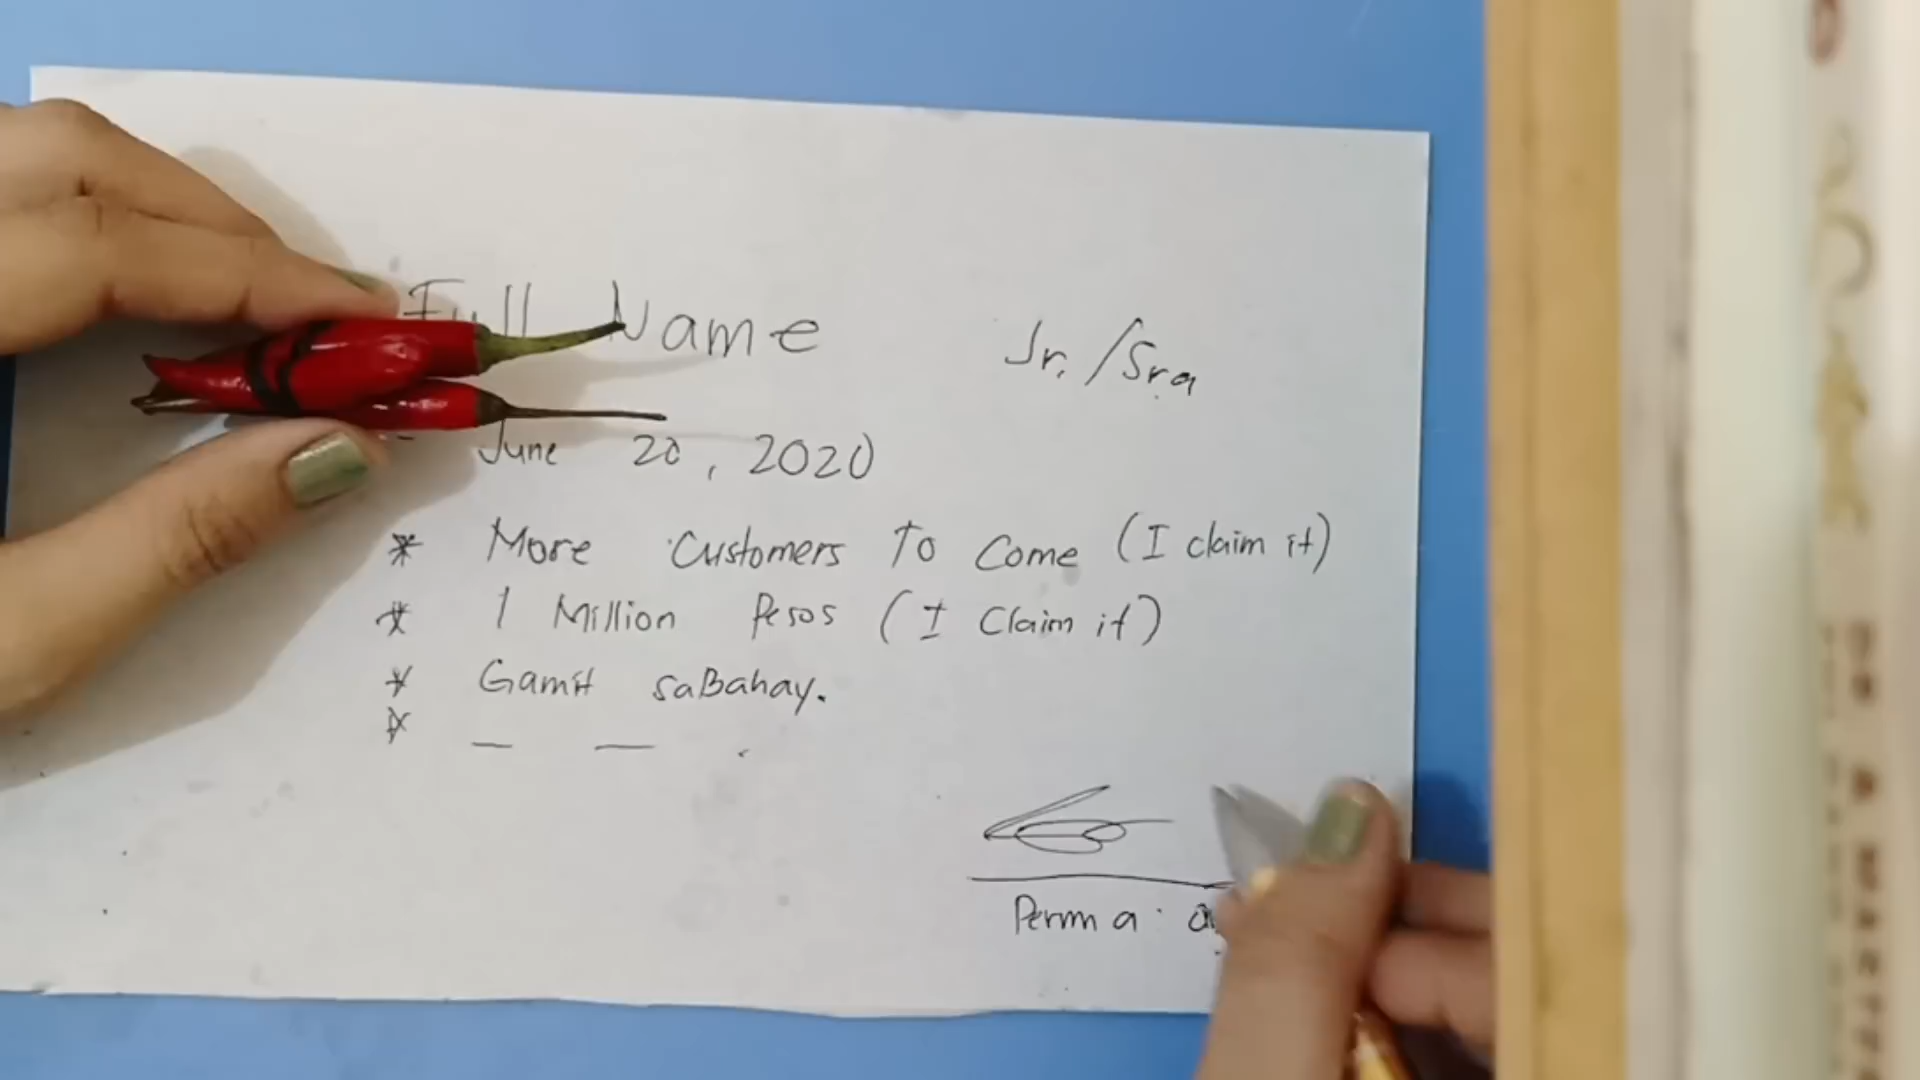 Full Name Jr./Sra
June 20, 2020
* More Customers To Come (I claim it)
* 1 Million Pesos (I Claim it)
* Gamit saBahay.
* — — .
Perma